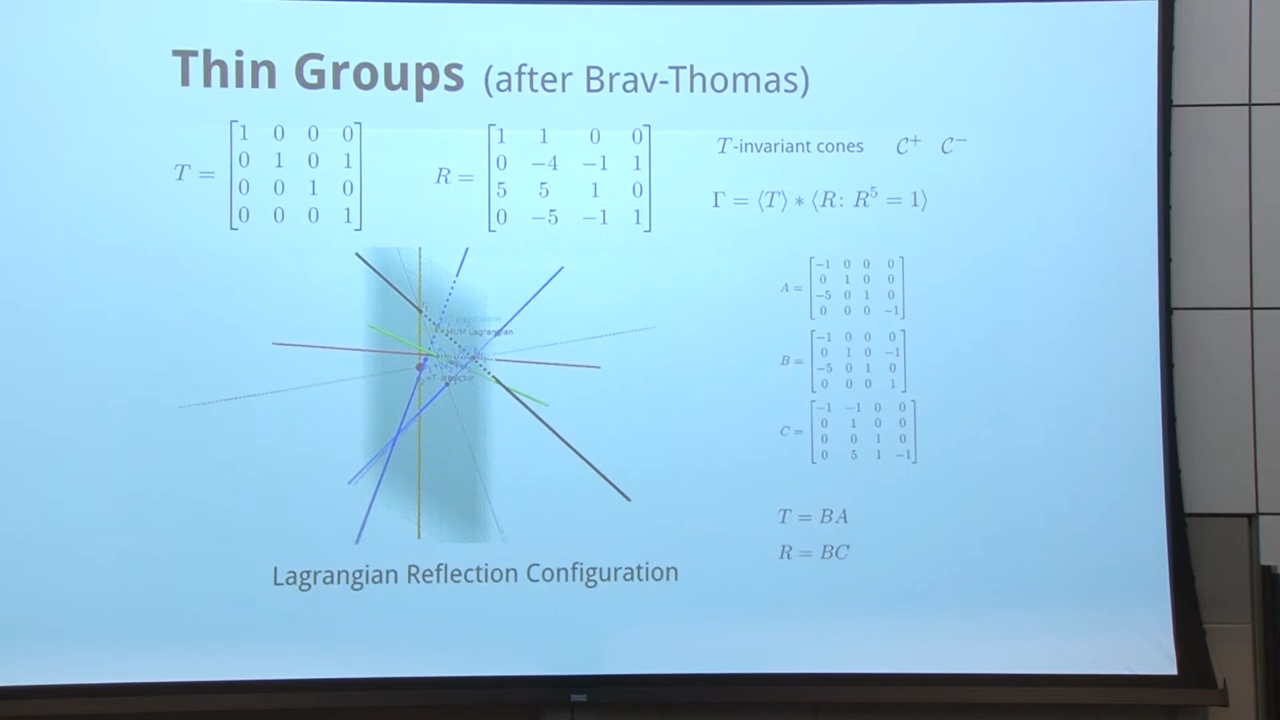 Thin Groups (after Brav-Thomas)
T = [1 0 0 0
0 1 0 1
0 0 1 0
0 0 0 1]
R = [1 1 0 0
0 −4 −1 1
5 5 1 0
0 −5 −1 1]
T-invariant cones C⁺ C⁻
Γ = ⟨T⟩ ∗ ⟨R: R⁵ = 1⟩
A = [−1 0 0 0
0 1 0 0
−5 0 1 0
0 0 0 −1]
B = [−1 0 0 0
0 1 0 −1
−5 0 1 0
0 0 0 1]
C = [−1 −1 0 0
0 1 0 0
0 0 1 0
0 5 1 −1]
MUM Lagrangian
T = BA
R = BC
Lagrangian Reflection Configuration